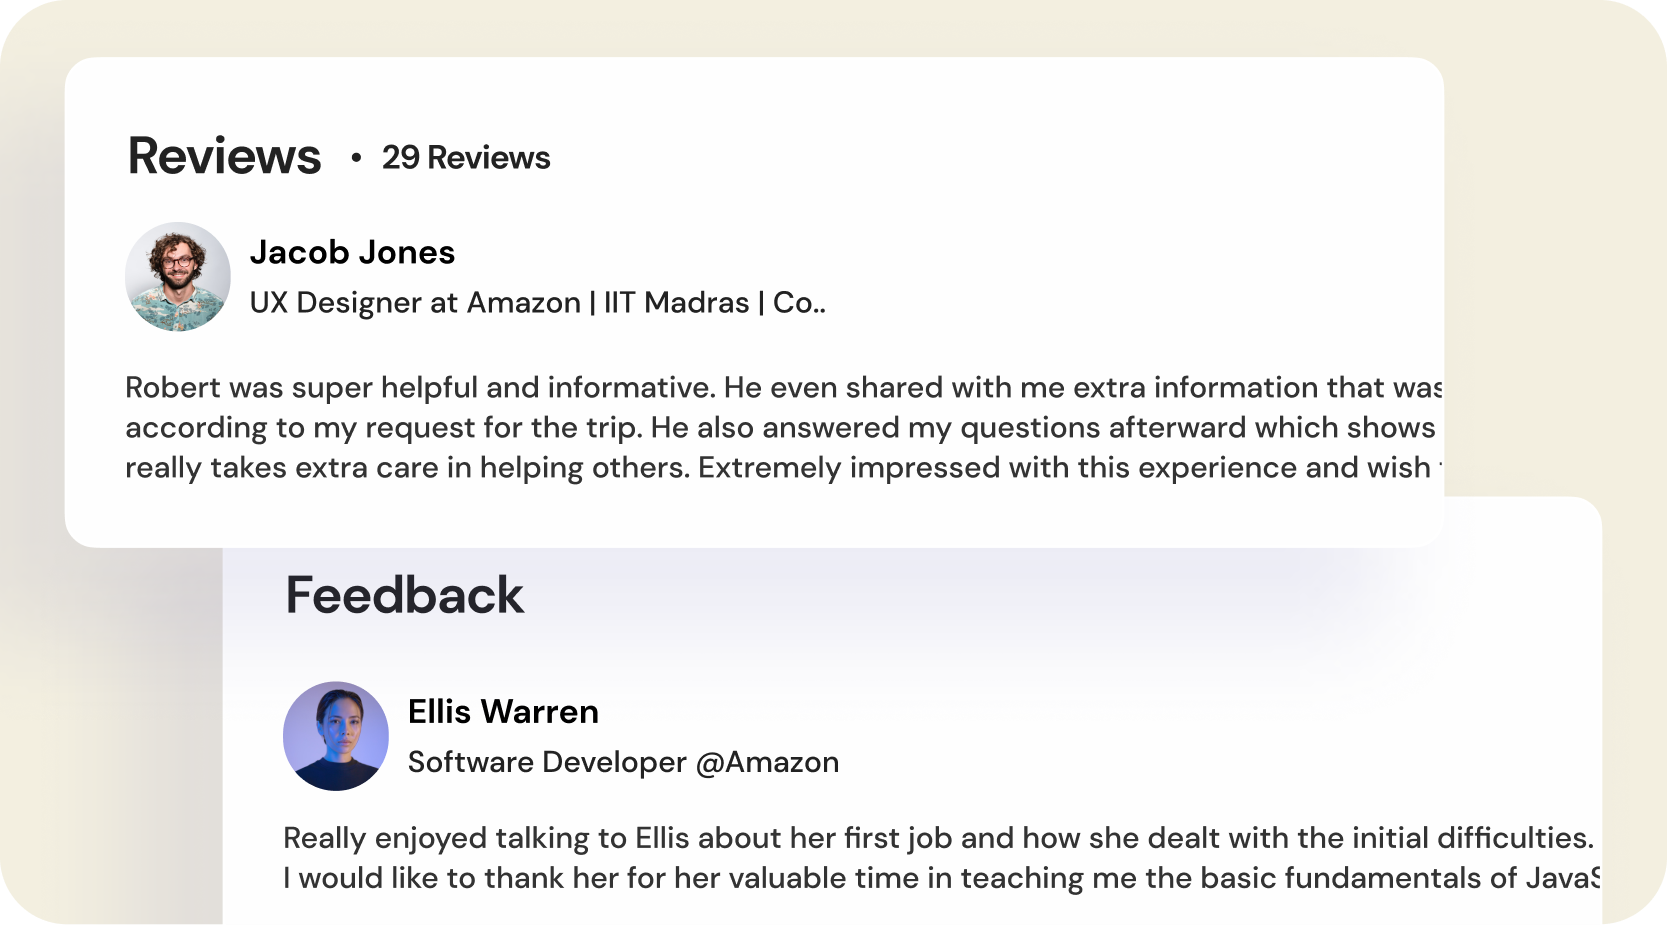 Reviews • 29 Reviews
Jacob Jones
UX Designer at Amazon | IIT Madras | Co..
Robert was super helpful and informative. He even shared with me extra information that was
according to my request for the trip. He also answered my questions afterward which shows
really takes extra care in helping others. Extremely impressed with this experience and wish
Feedback
Ellis Warren
Software Developer @Amazon
Really enjoyed talking to Ellis about her first job and how she dealt with the initial difficulties.
I would like to thank her for her valuable time in teaching me the basic fundamentals of JavaS